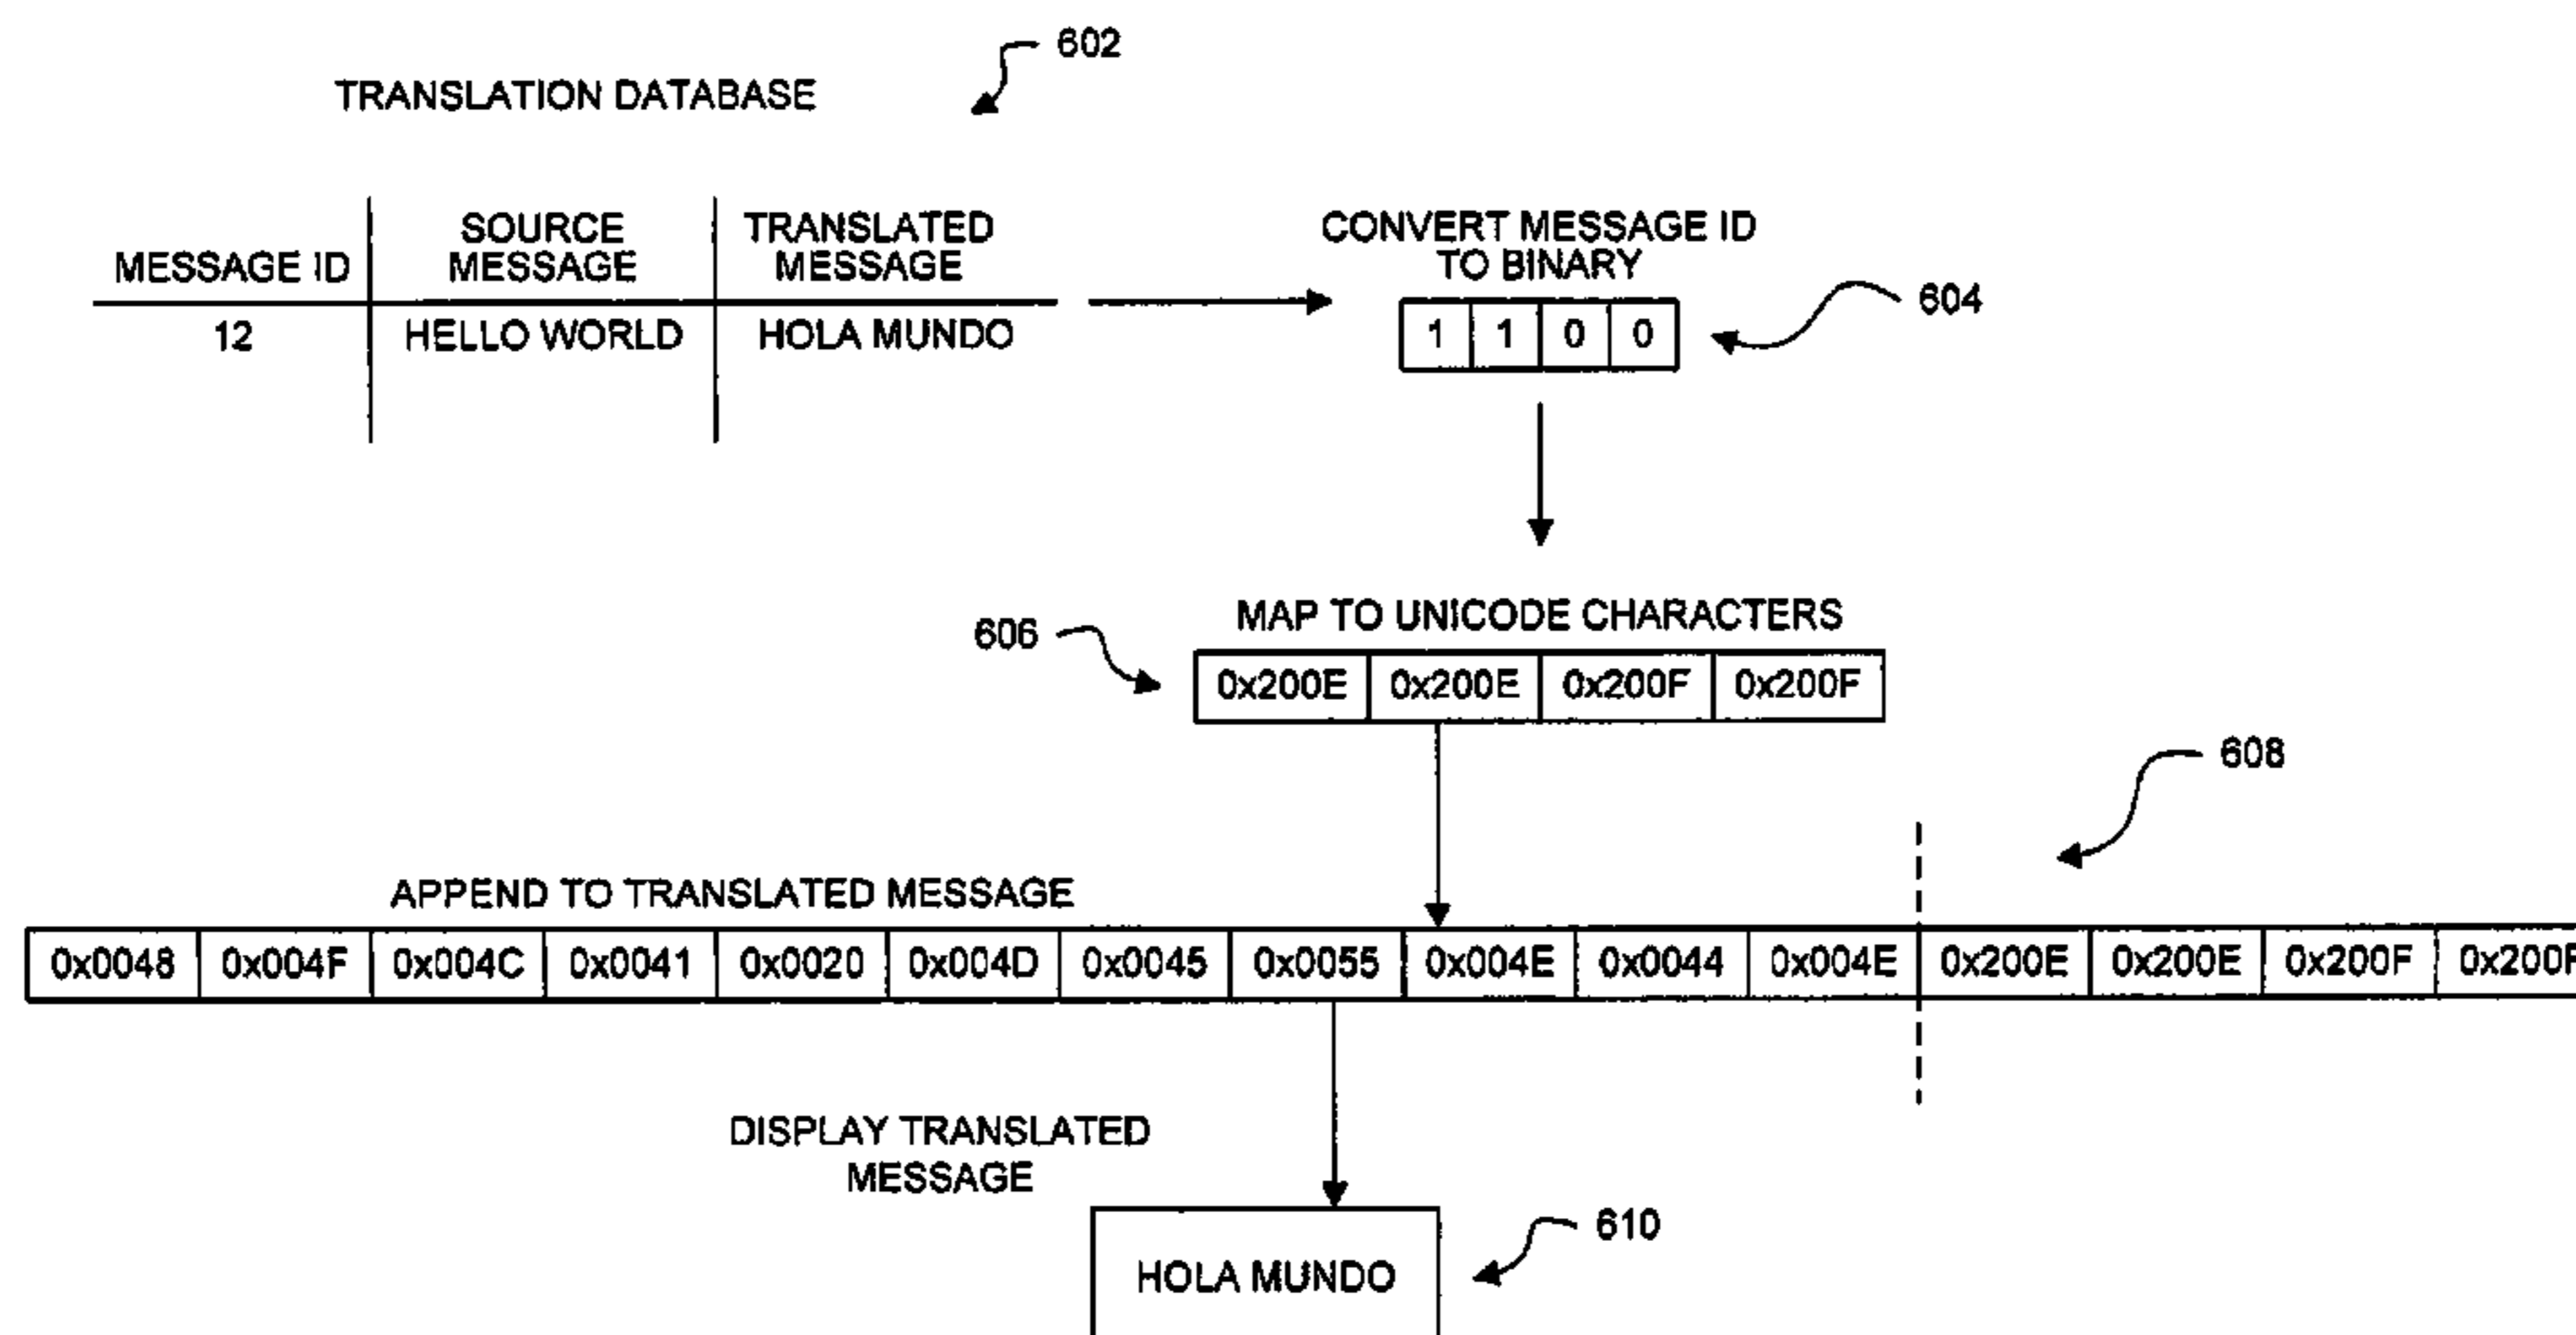 602
TRANSLATION DATABASE
MESSAGE ID
SOURCE
MESSAGE
TRANSLATED
MESSAGE
12
HELLO WORLD
HOLA MUNDO
CONVERT MESSAGE ID
TO BINARY
1 1 0 0
604
MAP TO UNICODE CHARACTERS
606
0x200E 0x200E 0x200F 0x200F
608
APPEND TO TRANSLATED MESSAGE
0x0048 0x004F 0x004C 0x0041 0x0020 0x004D 0x0045 0x0055 0x004E 0x0044 0x004E 0x200E 0x200E 0x200F 0x200F
DISPLAY TRANSLATED
MESSAGE
610
HOLA MUNDO